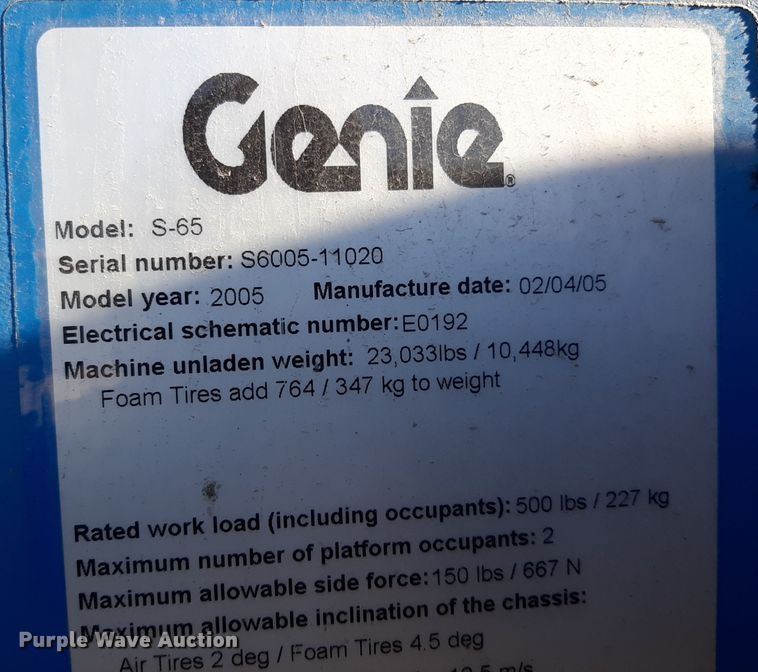 Genie®
Model: S-65
Serial number: S6005-11020
Model year: 2005 Manufacture date: 02/04/05
Electrical schematic number:E0192
Machine unladen weight: 23,033lbs / 10,448kg
Foam Tires add 764 / 347 kg to weight
Rated work load (including occupants): 500 lbs / 227 kg
Maximum number of platform occupants: 2
Maximum allowable side force:150 lbs / 667 N
Maximum allowable inclination of the chassis:
Air Tires 2 deg / Foam Tires 4.5 deg
m/s
Purple Wave Auction